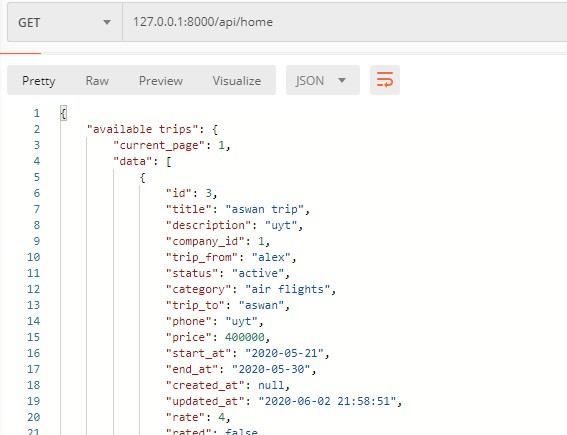 GET 127.0.0.1:8000/api/home
Pretty Raw Preview Visualize JSON
1 {
2 "available trips": {
3 "current_page": 1,
4 "data": [
5 {
6 "id": 3,
7 "title": "aswan trip",
8 "description": "uyt",
9 "company_id": 1,
10 "trip_from": "alex",
11 "status": "active",
12 "category": "air flights",
13 "trip_to": "aswan",
14 "phone": "uyt",
15 "price": 400000,
16 "start_at": "2020-05-21",
17 "end_at": "2020-05-30",
18 "created_at": null,
19 "updated_at": "2020-06-02 21:58:51",
20 "rate": 4,
21 "rated": false